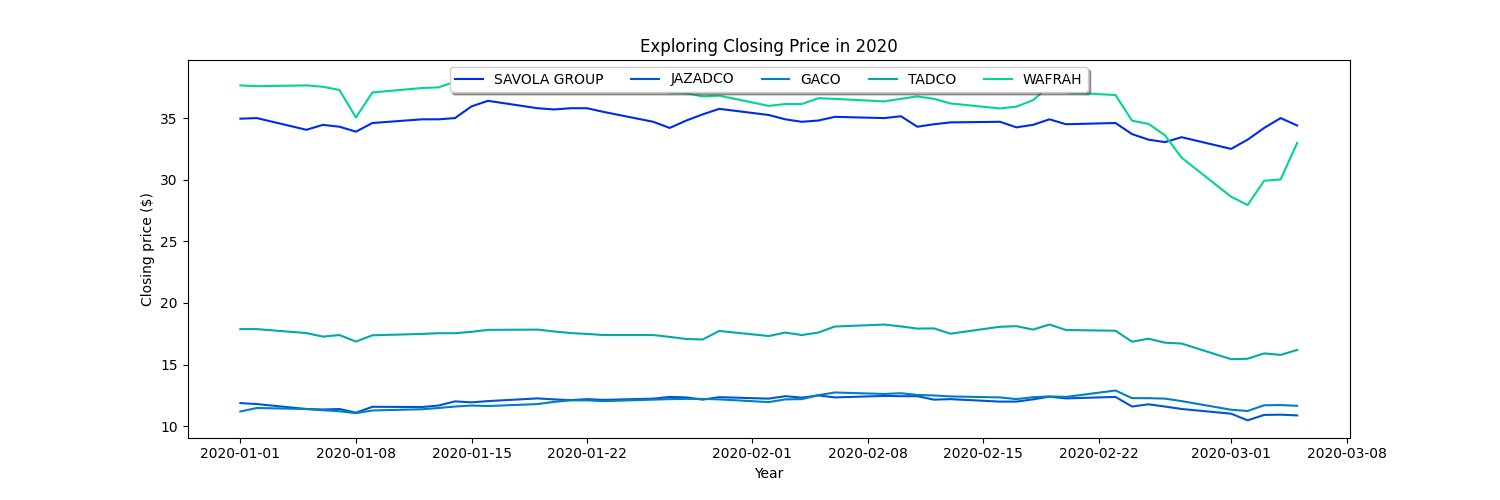 Exploring Closing Price in 2020
SAVOLA GROUP JAZADCO GACO TADCO WAFRAH
Closing price ($)
35
30
25
20
15
10
2020-01-01 2020-01-08 2020-01-15 2020-01-22 2020-02-01 2020-02-08 2020-02-15 2020-02-22 2020-03-01 2020-03-08
Year